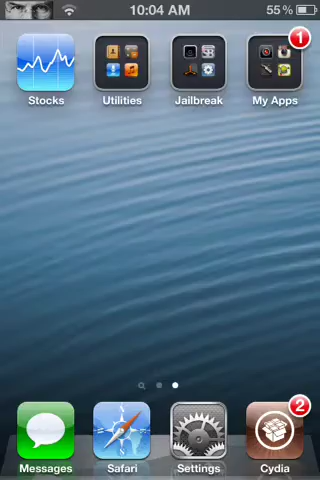 10:04 AM 55%
1
Stocks Utilities Jailbreak My Apps
2
Messages Safari Settings Cydia